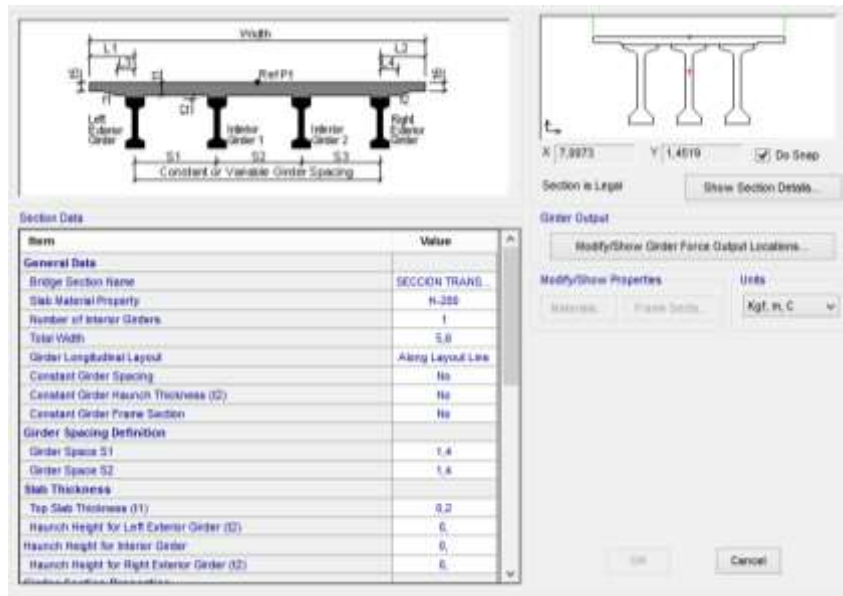 Width
L1
L3
L2
L4
t5
t1
Ref Pt
t5
f1
t2
f2
Left
Exterior
Girder
Interior
Girder 1
Interior
Girder 2
Right
Exterior
Girder
S1
S2
S3
Constant or Variable Girder Spacing
X
Y
Do Snap
Section is Legal
Show Section Details...
Section Data
Item Value
General Data
Bridge Section Name SECCION TRANS...
Slab Material Property H-280
Number of Interior Girders 1
Total Width
Girder Longitudinal Layout Along Layout Line
Constant Girder Spacing No
Constant Girder Haunch Thickness (t2) No
Constant Girder Frame Section No
Girder Spacing Definition
Girder Space S1 1,4
Girder Space S2 1,4
Slab Thickness
Top Slab Thickness (t1) 0,2
Haunch Height for Left Exterior Girder (t2) 0,
Haunch Height for Interior Girder 0,
Haunch Height for Right Exterior Girder (t2) 0,
Girder Output
Modify/Show Girder Force Output Locations...
Modify/Show Properties
Materials...
Frame Sects...
Units
Kgf, m, C
OK
Cancel